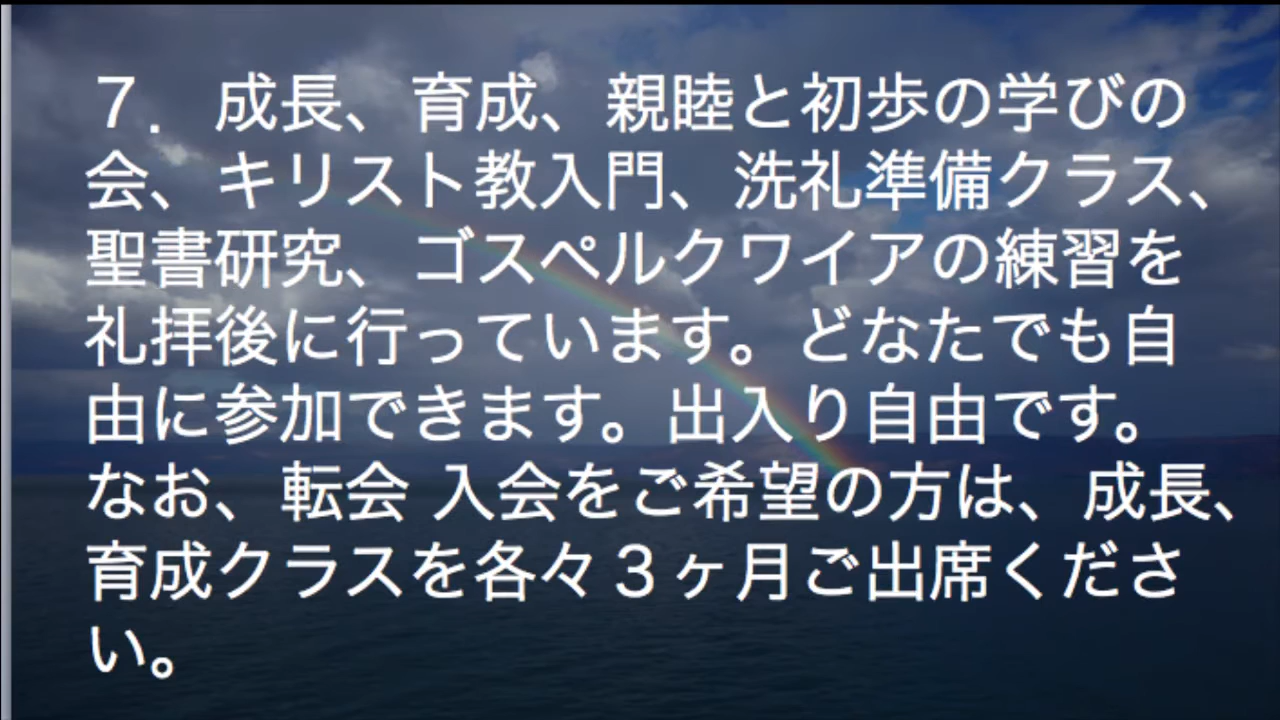 ７．成長、育成、親睦と初歩の学びの
会、キリスト教入門、洗礼準備クラス、
聖書研究、ゴスペルクワイアの練習を
礼拝後に行っています。どなたでも自
由に参加できます。出入り自由です。
なお、転会 入会をご希望の方は、成長、
育成クラスを各々３ヶ月ご出席くださ
い。